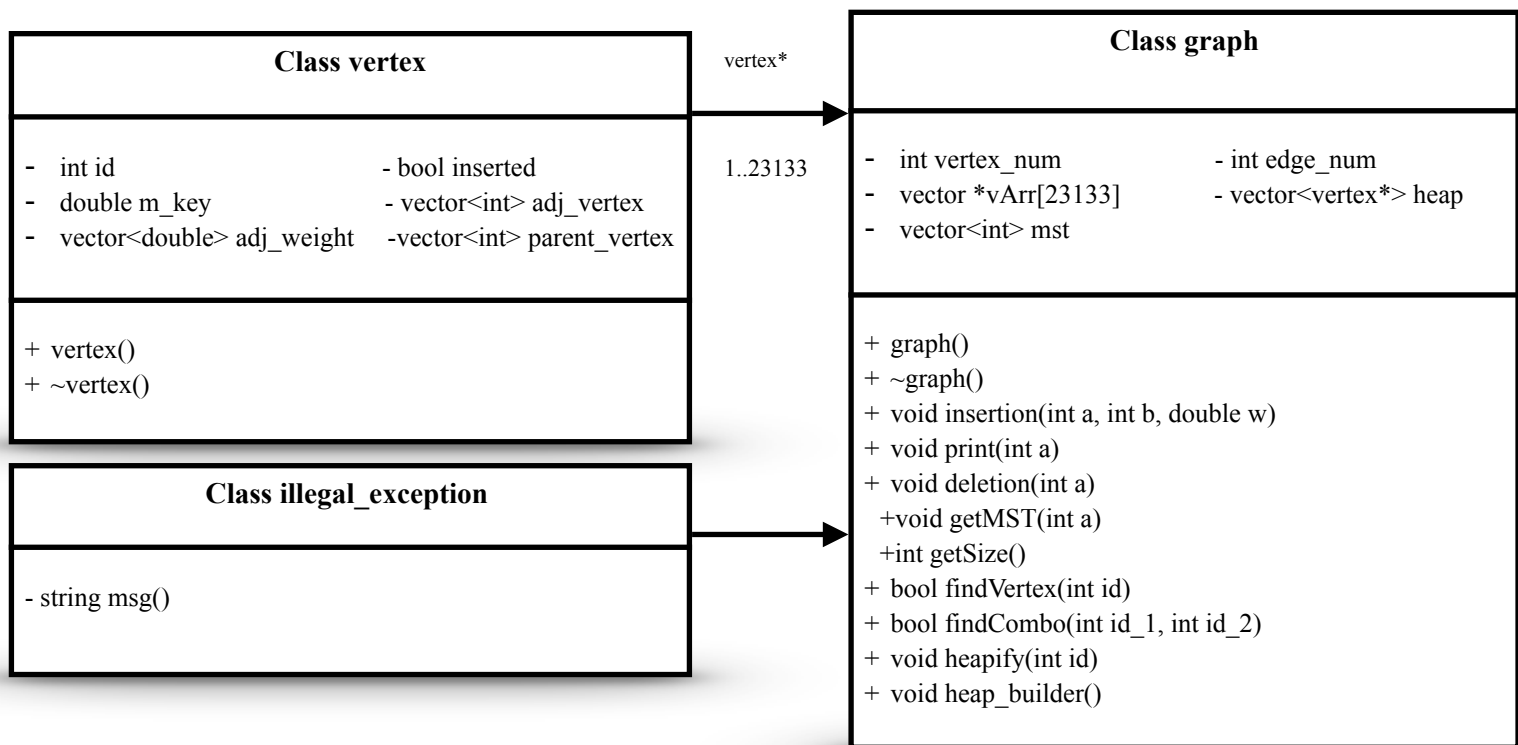 Class vertex
- int id - bool inserted
- double m_key - vector<int> adj_vertex
- vector<double> adj_weight -vector<int> parent_vertex
+ vertex()
+ ~vertex()
vertex*
1..23133
Class illegal_exception
- string msg()
Class graph
- int vertex_num - int edge_num
- vector *vArr[23133] - vector<vertex*> heap
- vector<int> mst
+ graph()
+ ~graph()
+ void insertion(int a, int b, double w)
+ void print(int a)
+ void deletion(int a)
+void getMST(int a)
+int getSize()
+ bool findVertex(int id)
+ bool findCombo(int id_1, int id_2)
+ void heapify(int id)
+ void heap_builder()